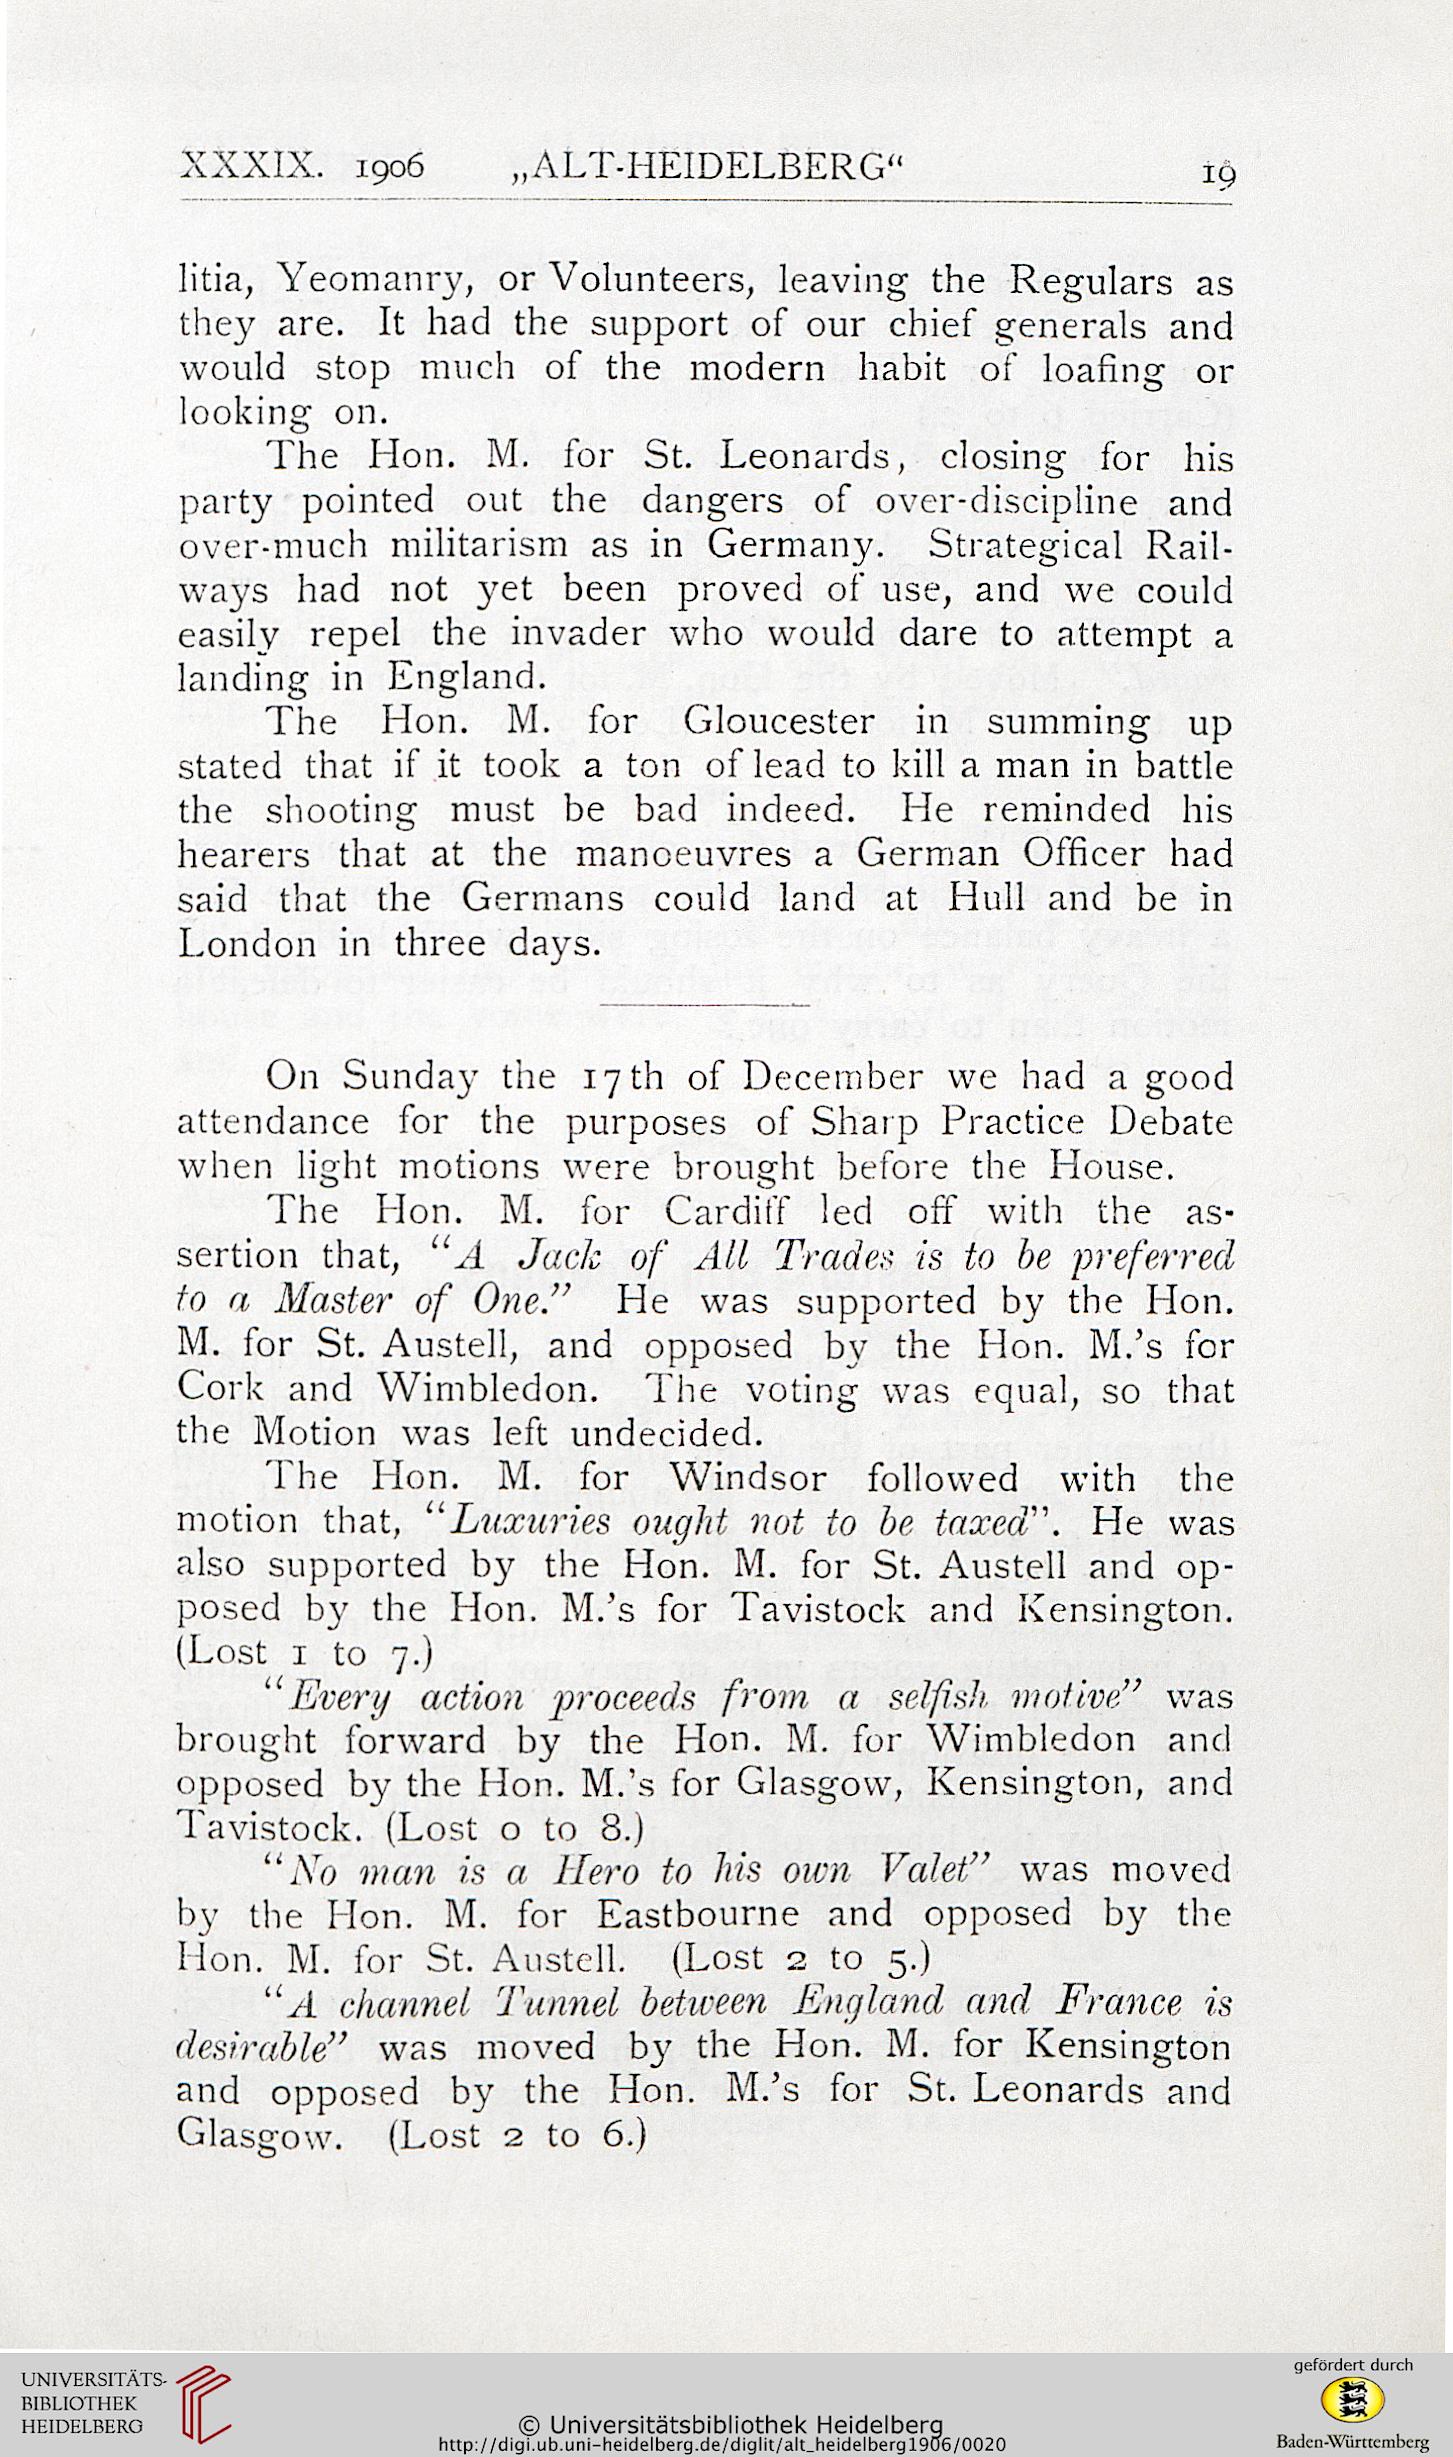 XXXIX. 1906 „ALT-HEIDELBERG“ 19
litia, Yeomanry, or Volunteers, leaving the Regulars as
they are. It had the support of our chief generals and
would stop much of the modern habit of loafing or
looking on.
The Hon. M. for St. Leonards, closing for his
party pointed out the dangers of over-discipline and
over-much militarism as in Germany. Strategical Rail-
ways had not yet been proved of use, and we could
easily repel the invader who would dare to attempt a
landing in England.
The Hon. M. for Gloucester in summing up
stated that if it took a ton of lead to kill a man in battle
the shooting must be bad indeed. He reminded his
hearers that at the manoeuvres a German Officer had
said that the Germans could land at Hull and be in
London in three days.
On Sunday the 17th of December we had a good
attendance for the purposes of Sharp Practice Debate
when light motions were brought before the House.
The Hon. M. for Cardiff led off with the as-
sertion that, “A Jack of All Trades is to be preferred
to a Master of One.” He was supported by the Hon.
M. for St. Austell, and opposed by the Hon. M.’s for
Cork and Wimbledon. The voting was equal, so that
the Motion was left undecided.
The Hon. M. for Windsor followed with the
motion that, “Luxuries ought not to be taxed”. He was
also supported by the Hon. M. for St. Austell and op-
posed by the Hon. M.’s for Tavistock and Kensington.
(Lost 1 to 7.)
“Every action proceeds from a selfish motive” was
brought forward by the Hon. M. for Wimbledon and
opposed by the Hon. M.’s for Glasgow, Kensington, and
Tavistock. (Lost 0 to 8.)
“No man is a Hero to his own Valet” was moved
by the Hon. M. for Eastbourne and opposed by the
Hon. M. for St. Austell. (Lost 2 to 5.)
“A channel Tunnel between England and France is
desirable” was moved by the Hon. M. for Kensington
and opposed by the Hon. M.’s for St. Leonards and
Glasgow. (Lost 2 to 6.)
UNIVERSITÄTS-
BIBLIOTHEK
HEIDELBERG
© Universitätsbibliothek Heidelberg
http://digi.ub.uni-heidelberg.de/diglit/alt_heidelberg1906/0020
gefördert durch
Baden-Württemberg